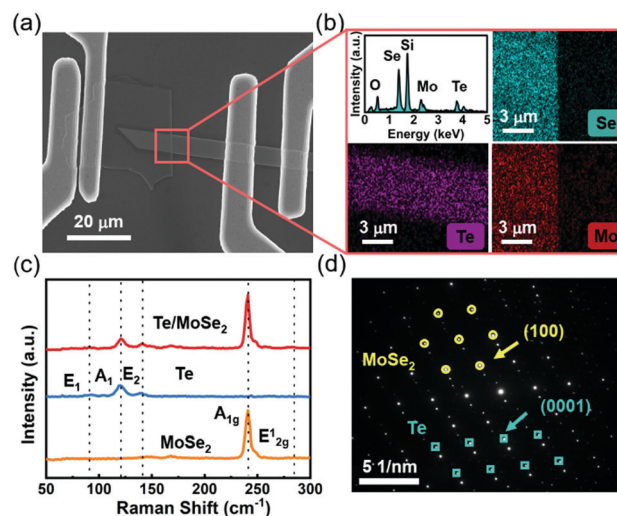 (a)
20 μm
(b)
Intensity (a.u.)
O
Se
Si
Mo
Te
0 1 2 3 4 5
Energy (keV)
3 μm
Se
3 μm
Te
3 μm
Mo
(c)
Intensity (a.u.)
Te/MoSe₂
E₁
A₁
E₂
Te
A₁g
E¹₂g
MoSe₂
50 100 150 200 250 300
Raman Shift (cm⁻¹)
(d)
MoSe₂
(100)
(0001)
Te
5 1/nm